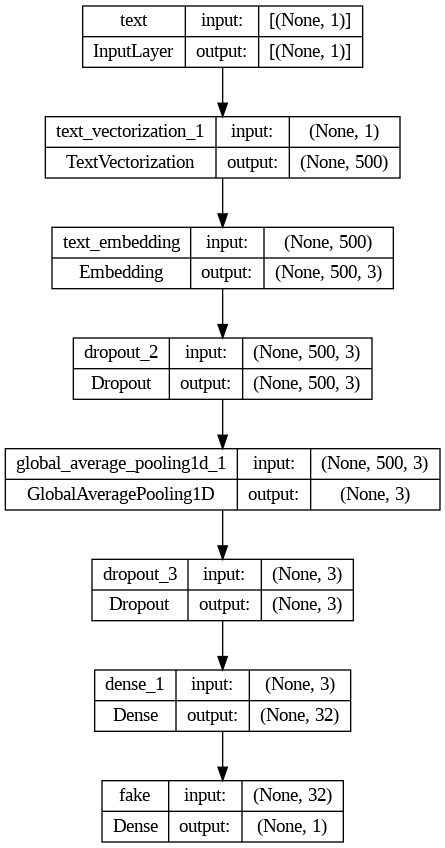 text input: [(None, 1)]
InputLayer output: [(None, 1)]
text_vectorization_1 input: (None, 1)
TextVectorization output: (None, 500)
text_embedding input: (None, 500)
Embedding output: (None, 500, 3)
dropout_2 input: (None, 500, 3)
Dropout output: (None, 500, 3)
global_average_pooling1d_1 input: (None, 500, 3)
GlobalAveragePooling1D output: (None, 3)
dropout_3 input: (None, 3)
Dropout output: (None, 3)
dense_1 input: (None, 3)
Dense output: (None, 32)
fake input: (None, 32)
Dense output: (None, 1)